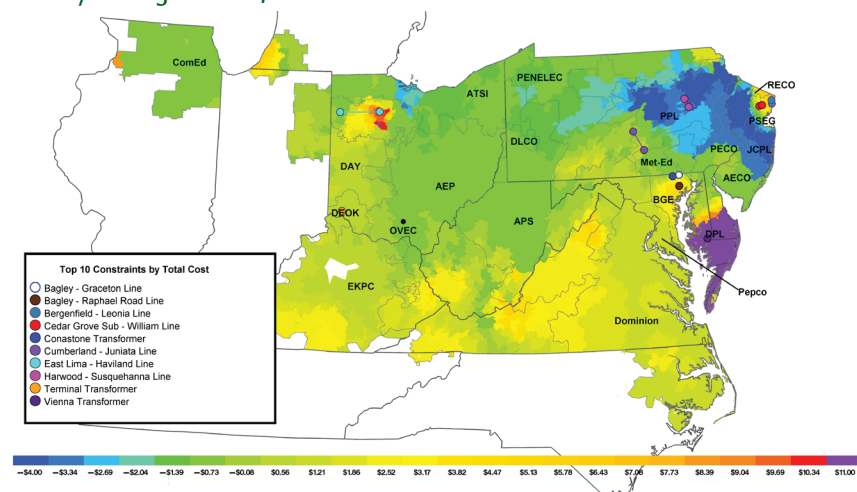 ComEd
PENELEC
ATSI
RECO
PPL
PSEG
DLCO
PECO
JCPL
Met-Ed
DAY
AEP
AECO
BGE
DEOK
APS
OVEC
DPL
Pepco
EKPC
Dominion
Top 10 Constraints by Total Cost
Bagley - Graceton Line
Bagley - Raphael Road Line
Bergenfield - Leonia Line
Cedar Grove Sub - William Line
Conastone Transformer
Cumberland - Juniata Line
East Lima - Haviland Line
Harwood - Susquehanna Line
Terminal Transformer
Vienna Transformer
—$4.00 —$3.34 —$2.69 —$2.04 —$1.39 —$0.73 —$0.08 $0.56 $1.21 $1.86 $2.52 $3.17 $3.82 $4.47 $5.13 $5.78 $6.43 $7.08 $7.73 $8.39 $9.04 $9.69 $10.34 $11.00